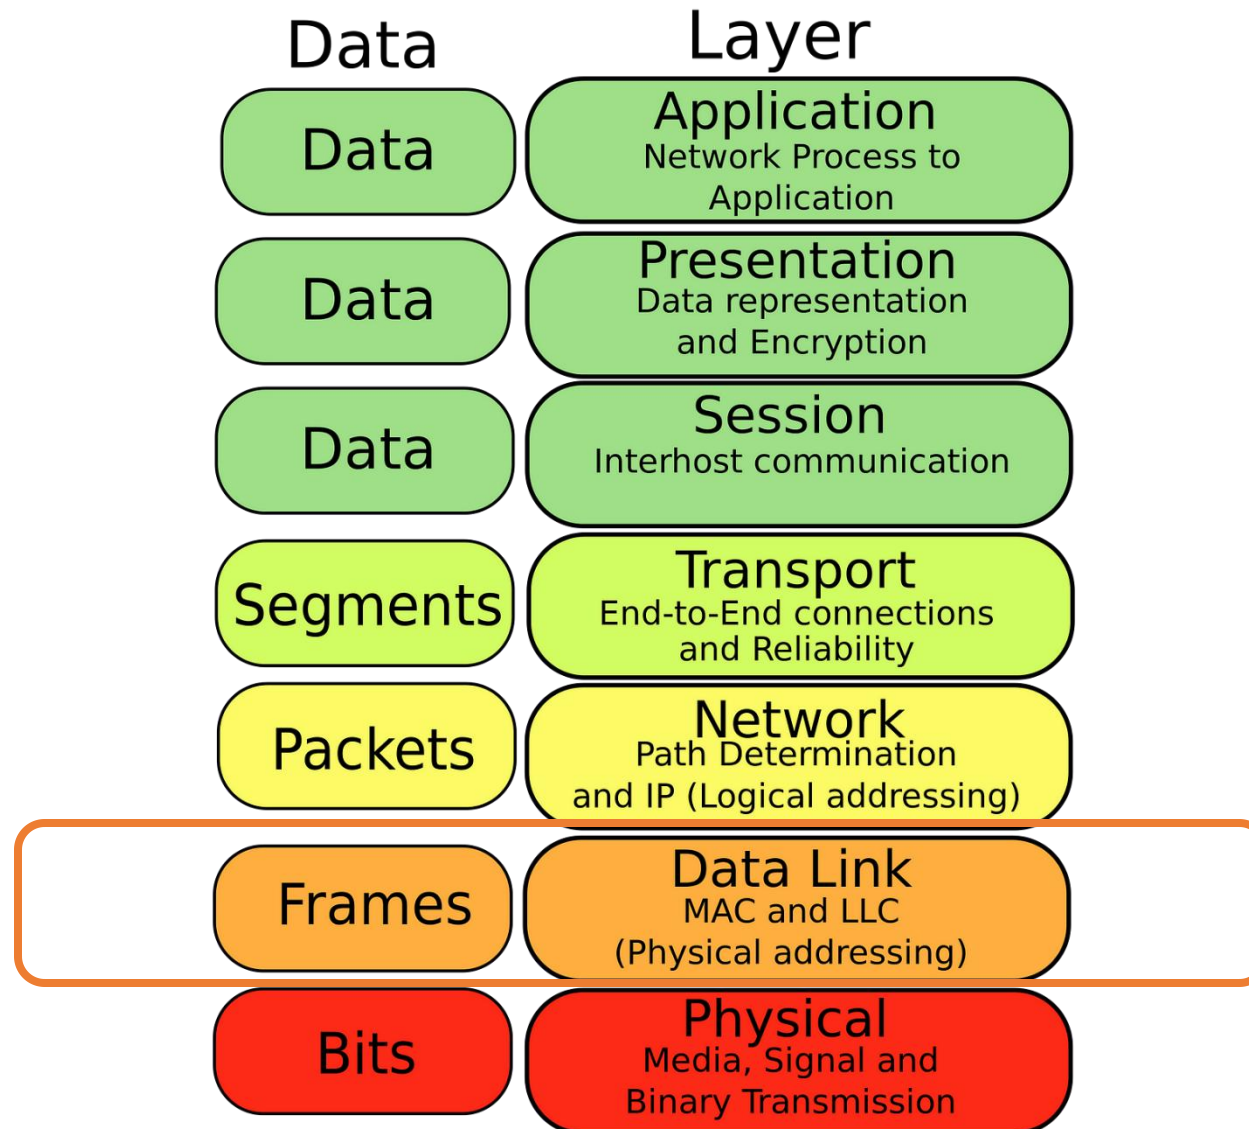 Data
Layer
Data
Application
Network Process to
Application
Data
Presentation
Data representation
and Encryption
Data
Session
Interhost communication
Segments
Transport
End-to-End connections
and Reliability
Packets
Network
Path Determination
and IP (Logical addressing)
Frames
Data Link
MAC and LLC
(Physical addressing)
Bits
Physical
Media, Signal and
Binary Transmission